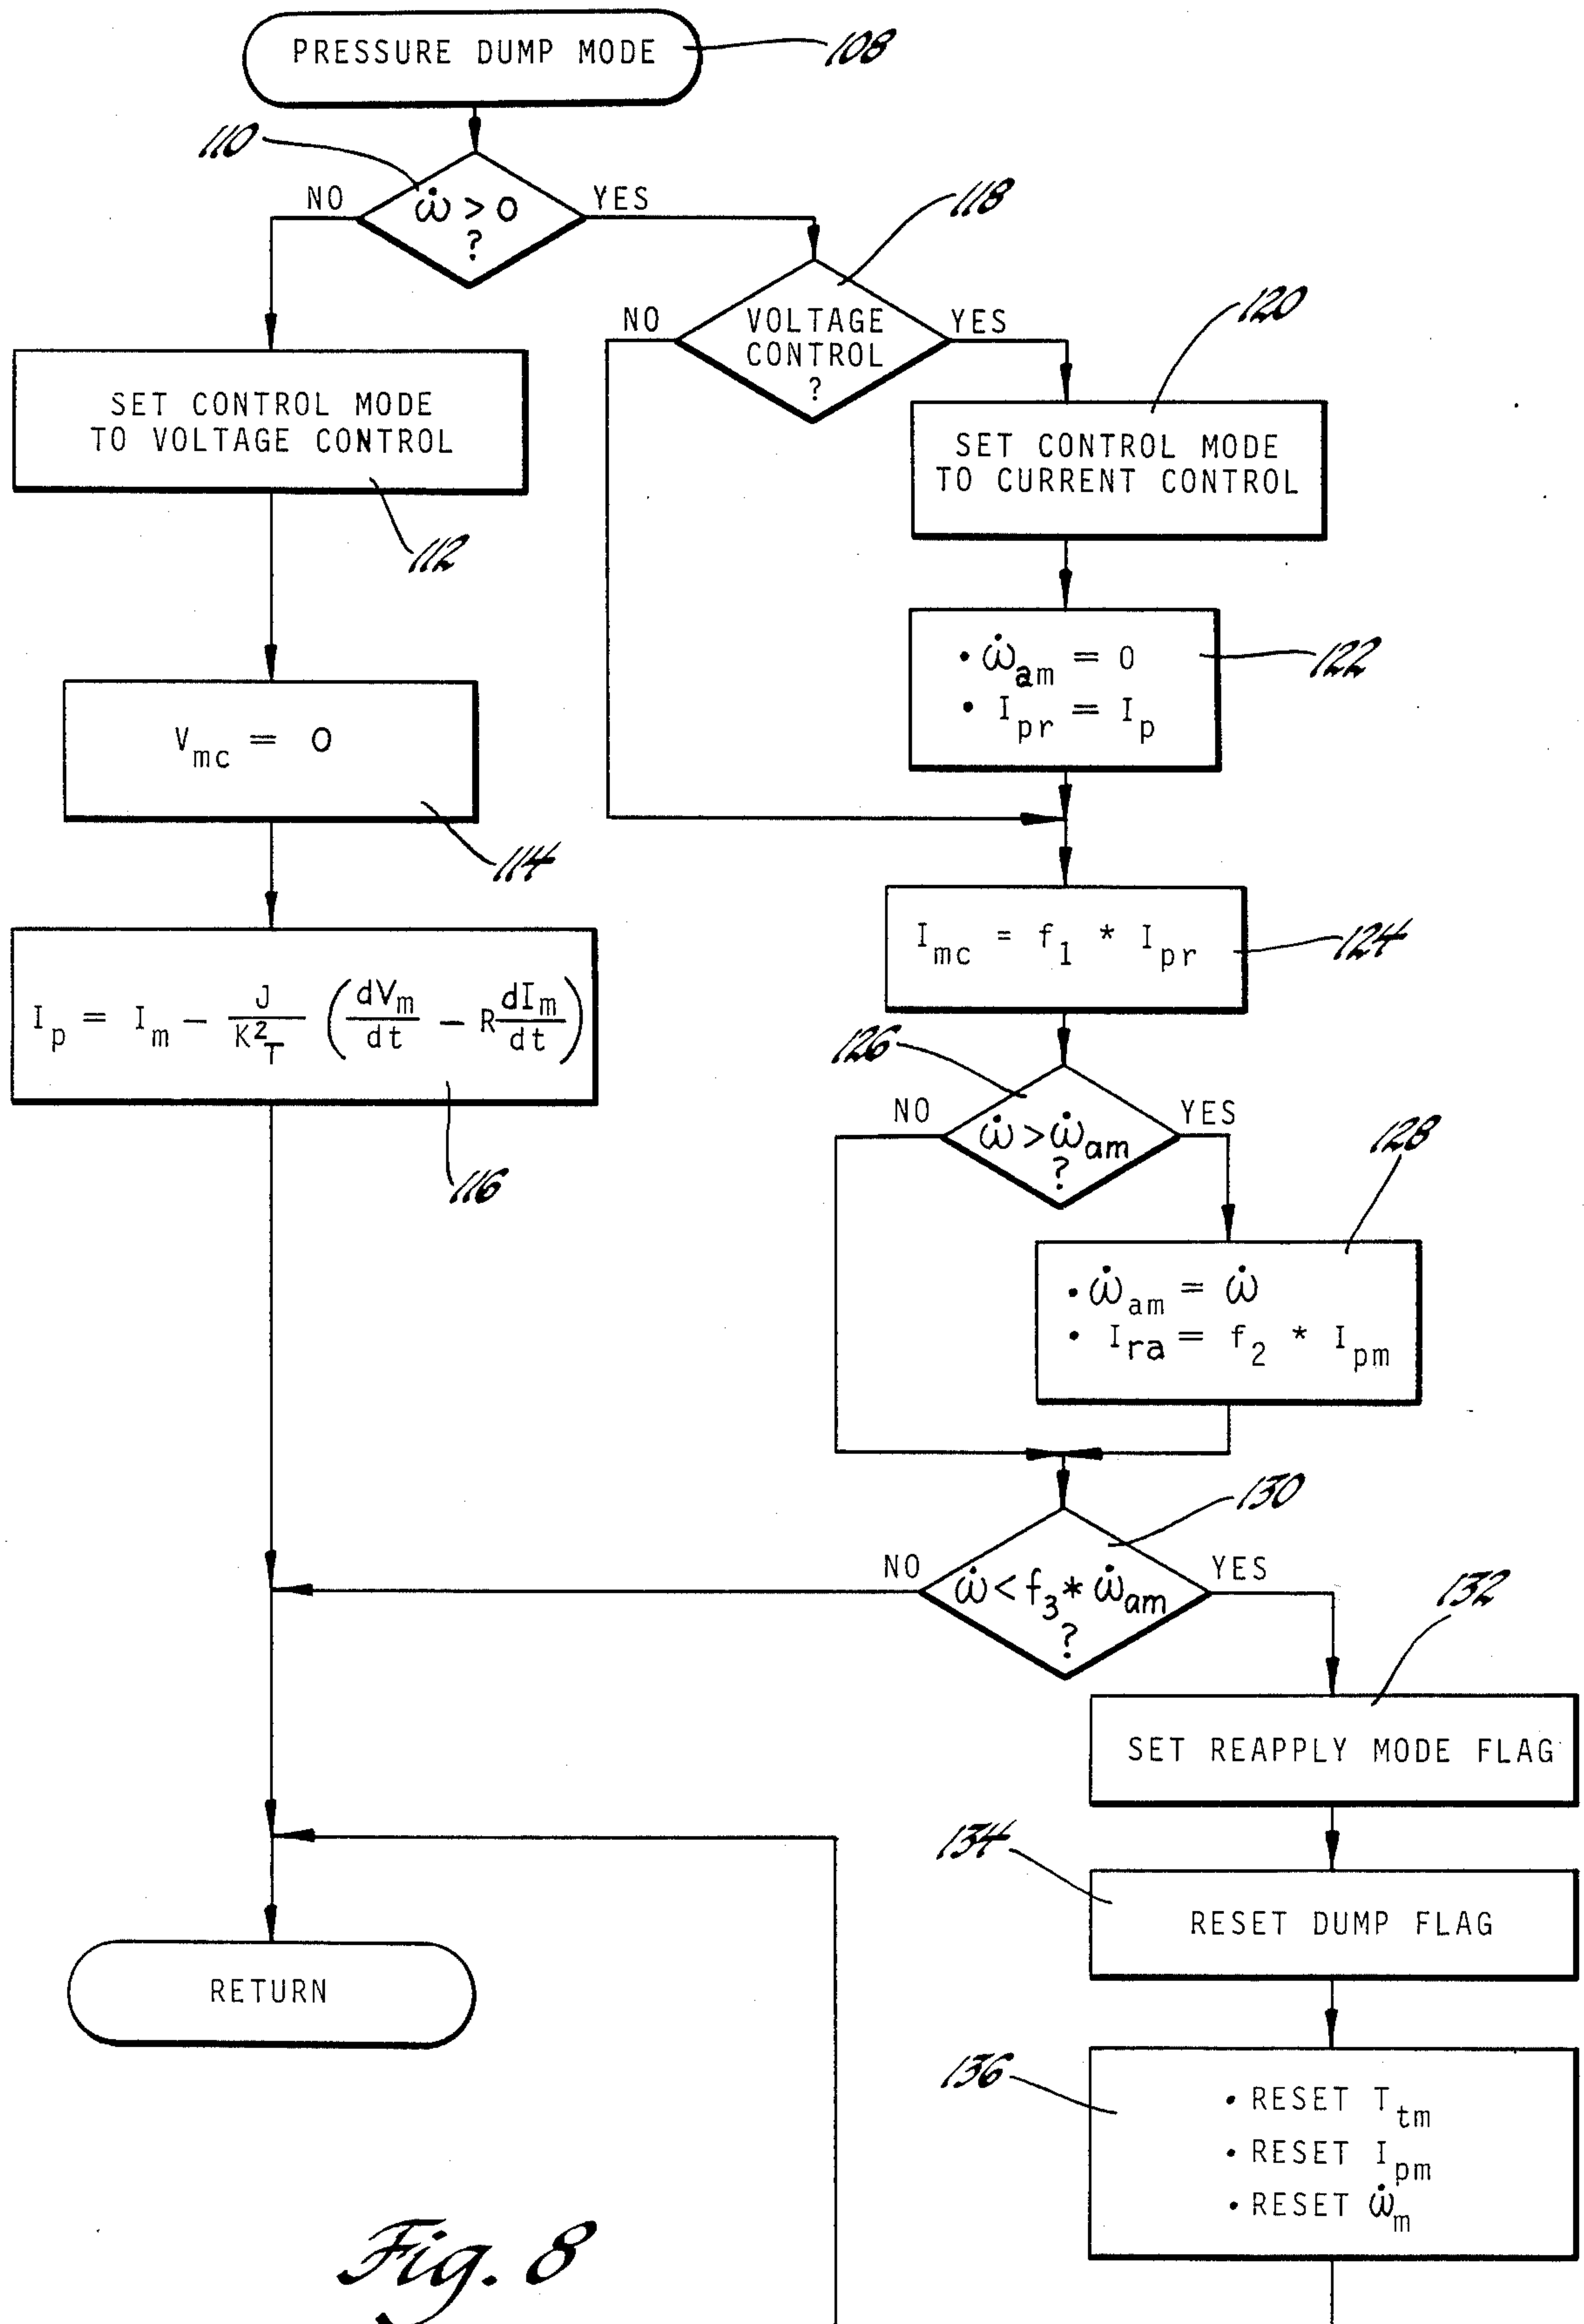 PRESSURE DUMP MODE
108
110
NO
ω̇ > 0
?
YES
118
NO
VOLTAGE
CONTROL
?
YES
120
SET CONTROL MODE
TO VOLTAGE CONTROL
112
SET CONTROL MODE
TO CURRENT CONTROL
• ω̇am = 0
• Ipr = Ip
122
Vmc = 0
114
Imc = f1 * Ipr
124
Ip = Im − J/K²T (dVm/dt − R dIm/dt)
116
126
NO
ω̇ > ω̇am
?
YES
128
• ω̇am = ω̇
• Ira = f2 * Ipm
130
NO
ω̇ < f3 * ω̇am
?
YES
132
SET REAPPLY MODE FLAG
134
RESET DUMP FLAG
RETURN
136
• RESET Ttm
• RESET Ipm
• RESET ω̇m
Fig. 8